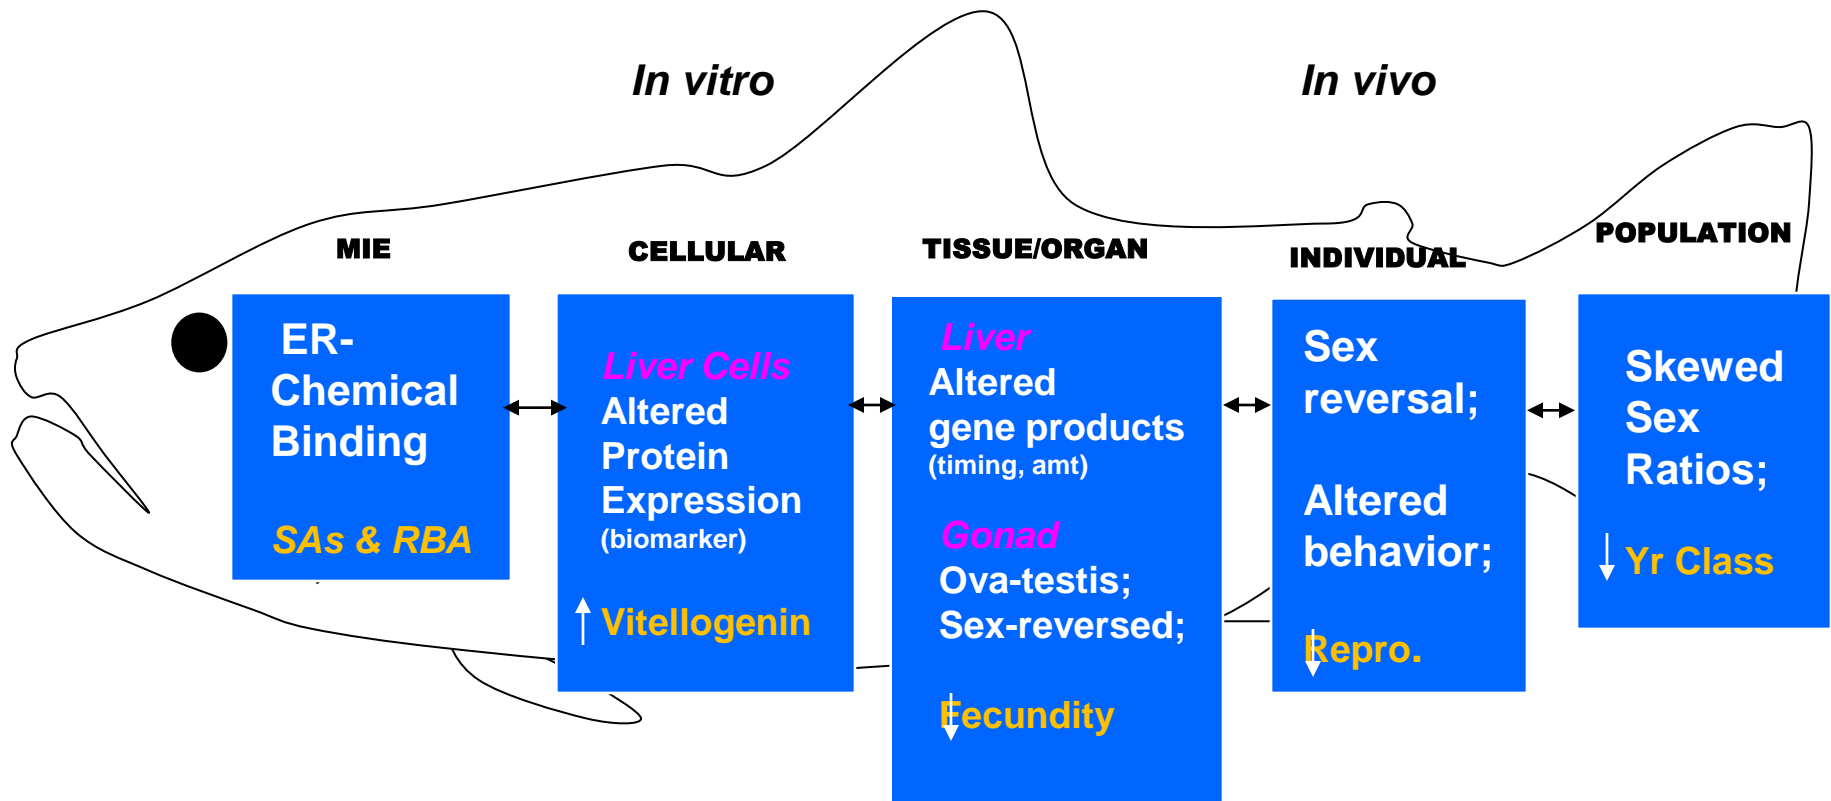 In vitro
In vivo
MIE
CELLULAR
TISSUE/ORGAN
INDIVIDUAL
POPULATION
ER-
Chemical
Binding
SAs & RBA
Liver Cells
Altered
Protein
Expression
(biomarker)
Vitellogenin
Liver
Altered
gene products
(timing, amt)
Gonad
Ova-testis;
Sex-reversed;
Fecundity
Sex
reversal;
Altered
behavior;
Repro.
Skewed
Sex
Ratios;
Yr Class